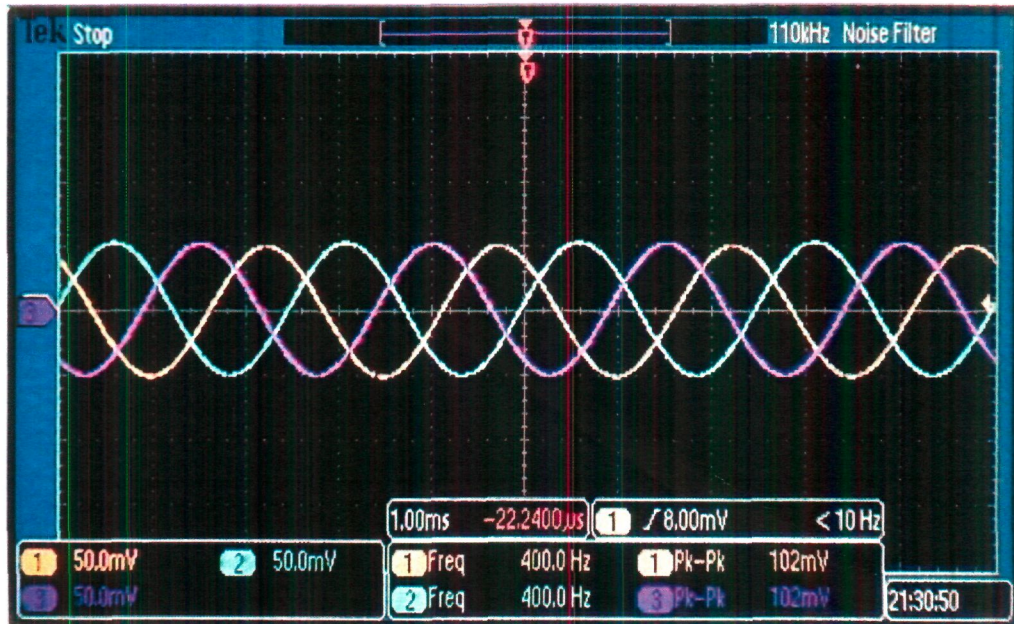 Tek Stop 110kHz Noise Filter
T
T
3
1.00ms -22.2400µs 1 ƒ 8.00mV < 10 Hz
1 50.0mV 2 50.0mV 1 Freq 400.0 Hz 1 Pk-Pk 102mV
3 50.0mV 2 Freq 400.0 Hz 3 Pk-Pk 102mV 21:30:50